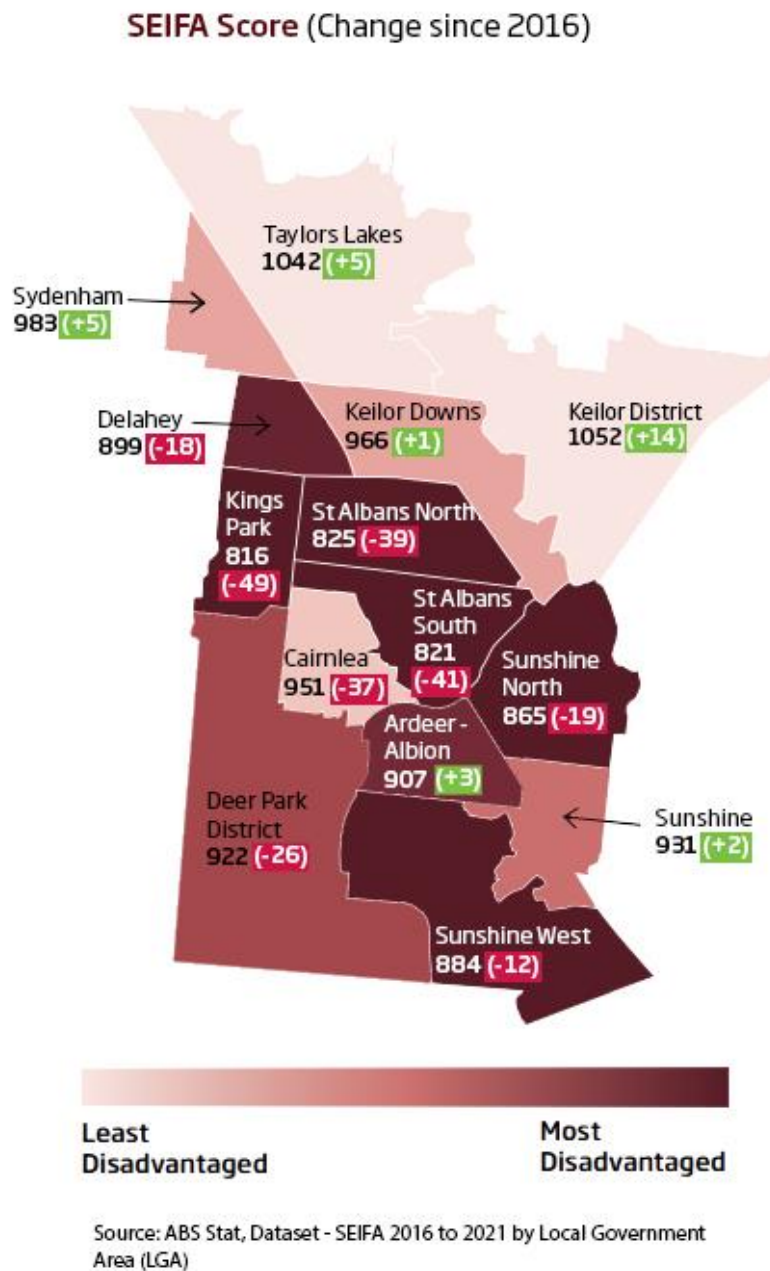 SEIFA Score (Change since 2016)
Taylors Lakes
1042 (+5)
Sydenham
983 (+5)
Delahey
899 (-18)
Keilor Downs
966 (+1)
Keilor District
1052 (+14)
Kings
Park
816
(-49)
St Albans North
825 (-39)
St Albans
South
821
(-41)
Cairnlea
951 (-37)
Sunshine
North
865 (-19)
Ardeer -
Albion
907 (+3)
Deer Park
District
922 (-26)
Sunshine
931 (+2)
Sunshine West
884 (-12)
Least
Disadvantaged
Most
Disadvantaged
Source: ABS Stat, Dataset - SEIFA 2016 to 2021 by Local Government
Area (LGA)